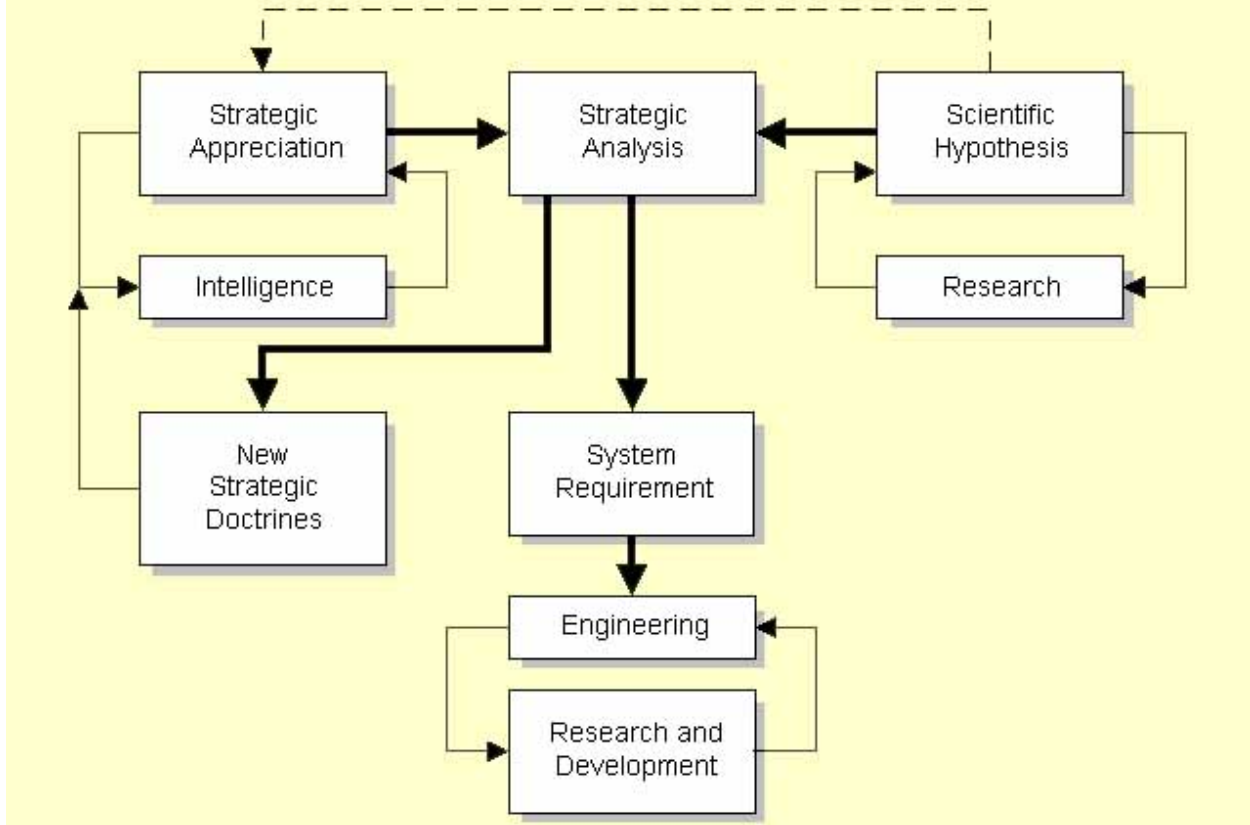 Strategic
Appreciation
Strategic
Analysis
Scientific
Hypothesis
Intelligence
Research
New
Strategic
Doctrines
System
Requirement
Engineering
Research and
Development